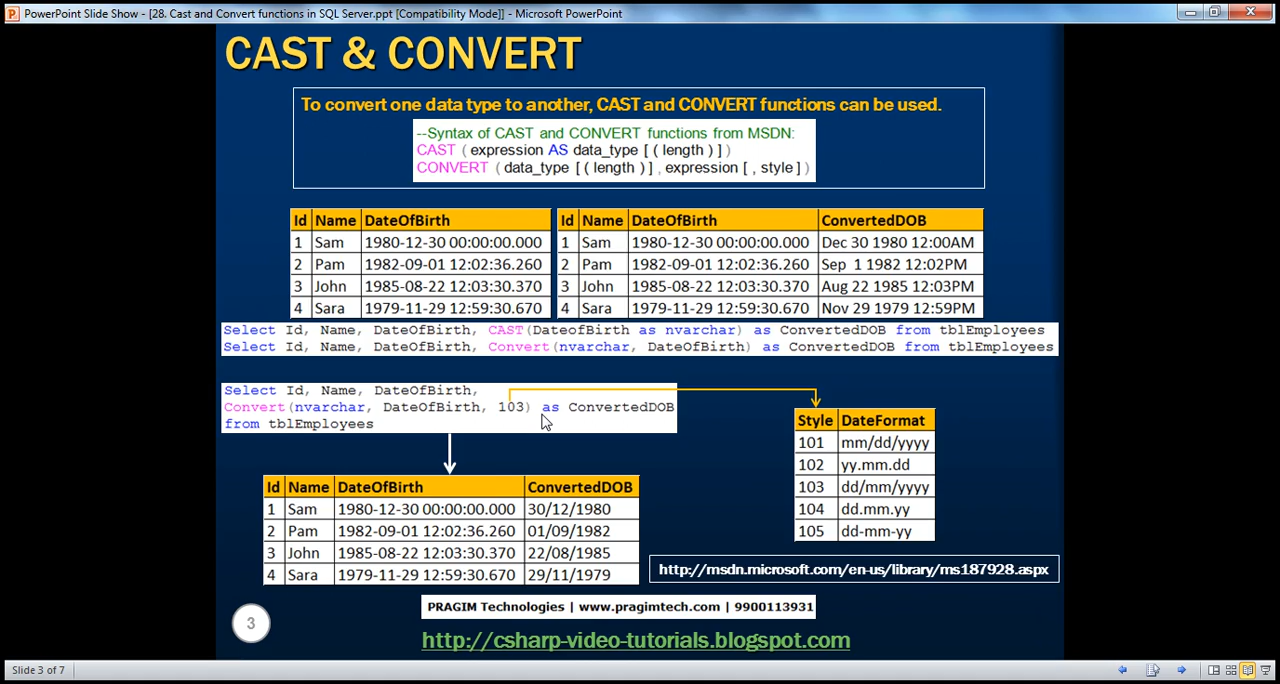 PowerPoint Slide Show - [28. Cast and Convert functions in SQL Server.ppt [Compatibility Mode]] - Microsoft PowerPoint
CAST & CONVERT
To convert one data type to another, CAST and CONVERT functions can be used.
--Syntax of CAST and CONVERT functions from MSDN:
CAST ( expression AS data_type [ ( length ) ] )
CONVERT ( data_type [ ( length ) ] , expression [ , style ] )
Id Name DateOfBirth
1 Sam 1980-12-30 00:00:00.000
2 Pam 1982-09-01 12:02:36.260
3 John 1985-08-22 12:03:30.370
4 Sara 1979-11-29 12:59:30.670
Id Name DateOfBirth ConvertedDOB
1 Sam 1980-12-30 00:00:00.000 Dec 30 1980 12:00AM
2 Pam 1982-09-01 12:02:36.260 Sep 1 1982 12:02PM
3 John 1985-08-22 12:03:30.370 Aug 22 1985 12:03PM
4 Sara 1979-11-29 12:59:30.670 Nov 29 1979 12:59PM
Select Id, Name, DateOfBirth, CAST(DateofBirth as nvarchar) as ConvertedDOB from tblEmployees
Select Id, Name, DateOfBirth, Convert(nvarchar, DateOfBirth) as ConvertedDOB from tblEmployees
Select Id, Name, DateOfBirth,
Convert(nvarchar, DateOfBirth, 103) as ConvertedDOB
from tblEmployees
Style DateFormat
101 mm/dd/yyyy
102 yy.mm.dd
103 dd/mm/yyyy
104 dd.mm.yy
105 dd-mm-yy
Id Name DateOfBirth ConvertedDOB
1 Sam 1980-12-30 00:00:00.000 30/12/1980
2 Pam 1982-09-01 12:02:36.260 01/09/1982
3 John 1985-08-22 12:03:30.370 22/08/1985
4 Sara 1979-11-29 12:59:30.670 29/11/1979
http://msdn.microsoft.com/en-us/library/ms187928.aspx
PRAGIM Technologies | www.pragimtech.com | 9900113931
3
http://csharp-video-tutorials.blogspot.com
Slide 3 of 7